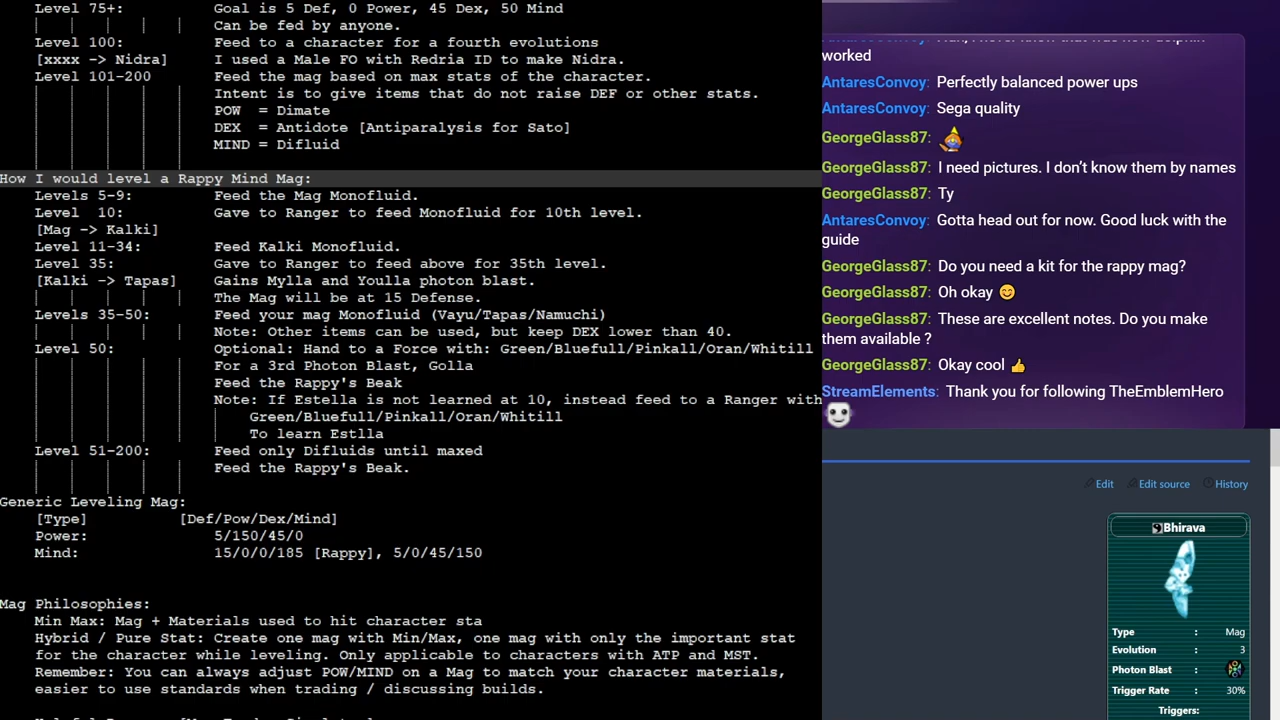 Level 75+: Goal is 5 Def, 0 Power, 45 Dex, 50 Mind
Can be fed by anyone.
Level 100: Feed to a character for a fourth evolutions
[xxxx -> Nidra] I used a Male FO with Redria ID to make Nidra.
Level 101-200 Feed the mag based on max stats of the character.
Intent is to give items that do not raise DEF or other stats.
POW = Dimate
DEX = Antidote [Antiparalysis for Sato]
MIND = Difluid
How I would level a Rappy Mind Mag:
Levels 5-9: Feed the Mag Monofluid.
Level 10: Gave to Ranger to feed Monofluid for 10th level.
[Mag -> Kalki]
Level 11-34: Feed Kalki Monofluid.
Level 35: Gave to Ranger to feed above for 35th level.
[Kalki -> Tapas] Gains Mylla and Youlla photon blast.
The Mag will be at 15 Defense.
Levels 35-50: Feed your mag Monofluid (Vayu/Tapas/Namuchi)
Note: Other items can be used, but keep DEX lower than 40.
Level 50: Optional: Hand to a Force with: Green/Bluefull/Pinkall/Oran/Whitill
For a 3rd Photon Blast, Golla
Feed the Rappy's Beak
Note: If Estella is not learned at 10, instead feed to a Ranger with
Green/Bluefull/Pinkall/Oran/Whitill
To learn Estlla
Level 51-200: Feed only Difluids until maxed
Feed the Rappy's Beak.
Generic Leveling Mag:
[Type] [Def/Pow/Dex/Mind]
Power: 5/150/45/0
Mind: 15/0/0/185 [Rappy], 5/0/45/150
Mag Philosophies:
Min Max: Mag + Materials used to hit character sta
Hybrid / Pure Stat: Create one mag with Min/Max, one mag with only the important stat
for the character while leveling. Only applicable to characters with ATP and MST.
Remember: You can always adjust POW/MIND on a Mag to match your character materials,
easier to use standards when trading / discussing builds.
worked
AntaresConvoy: Perfectly balanced power ups
AntaresConvoy: Sega quality
GeorgeGlass87:
GeorgeGlass87: I need pictures. I don't know them by names
GeorgeGlass87: Ty
AntaresConvoy: Gotta head out for now. Good luck with the
guide
GeorgeGlass87: Do you need a kit for the rappy mag?
GeorgeGlass87: Oh okay 😊
GeorgeGlass87: These are excellent notes. Do you make
them available ?
GeorgeGlass87: Okay cool 👍
StreamElements: Thank you for following TheEmblemHero
Edit Edit source History
Bhirava
Type : Mag
Evolution : 3
Photon Blast :
Trigger Rate : 30%
Triggers: